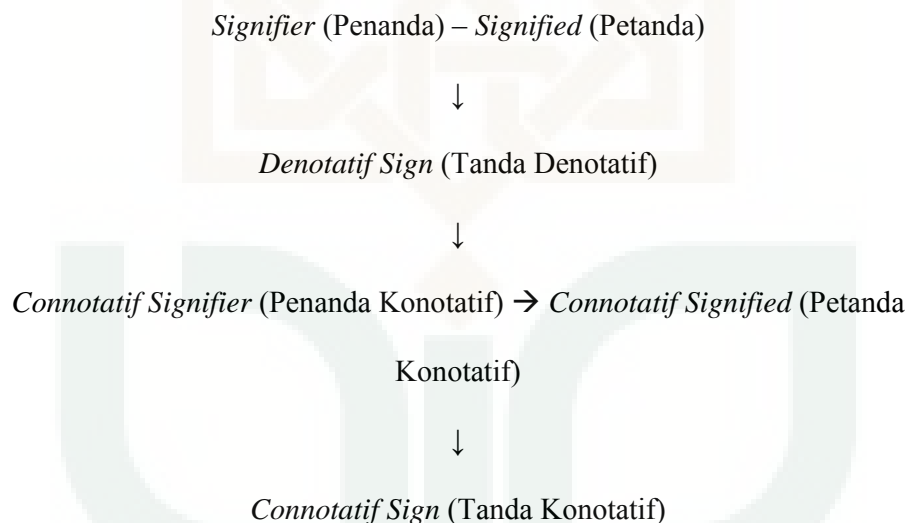 Signifier (Penanda) – Signified (Petanda)
↓
Denotatif Sign (Tanda Denotatif)
↓
Connotatif Signifier (Penanda Konotatif) → Connotatif Signified (Petanda
Konotatif)
↓
Connotatif Sign (Tanda Konotatif)